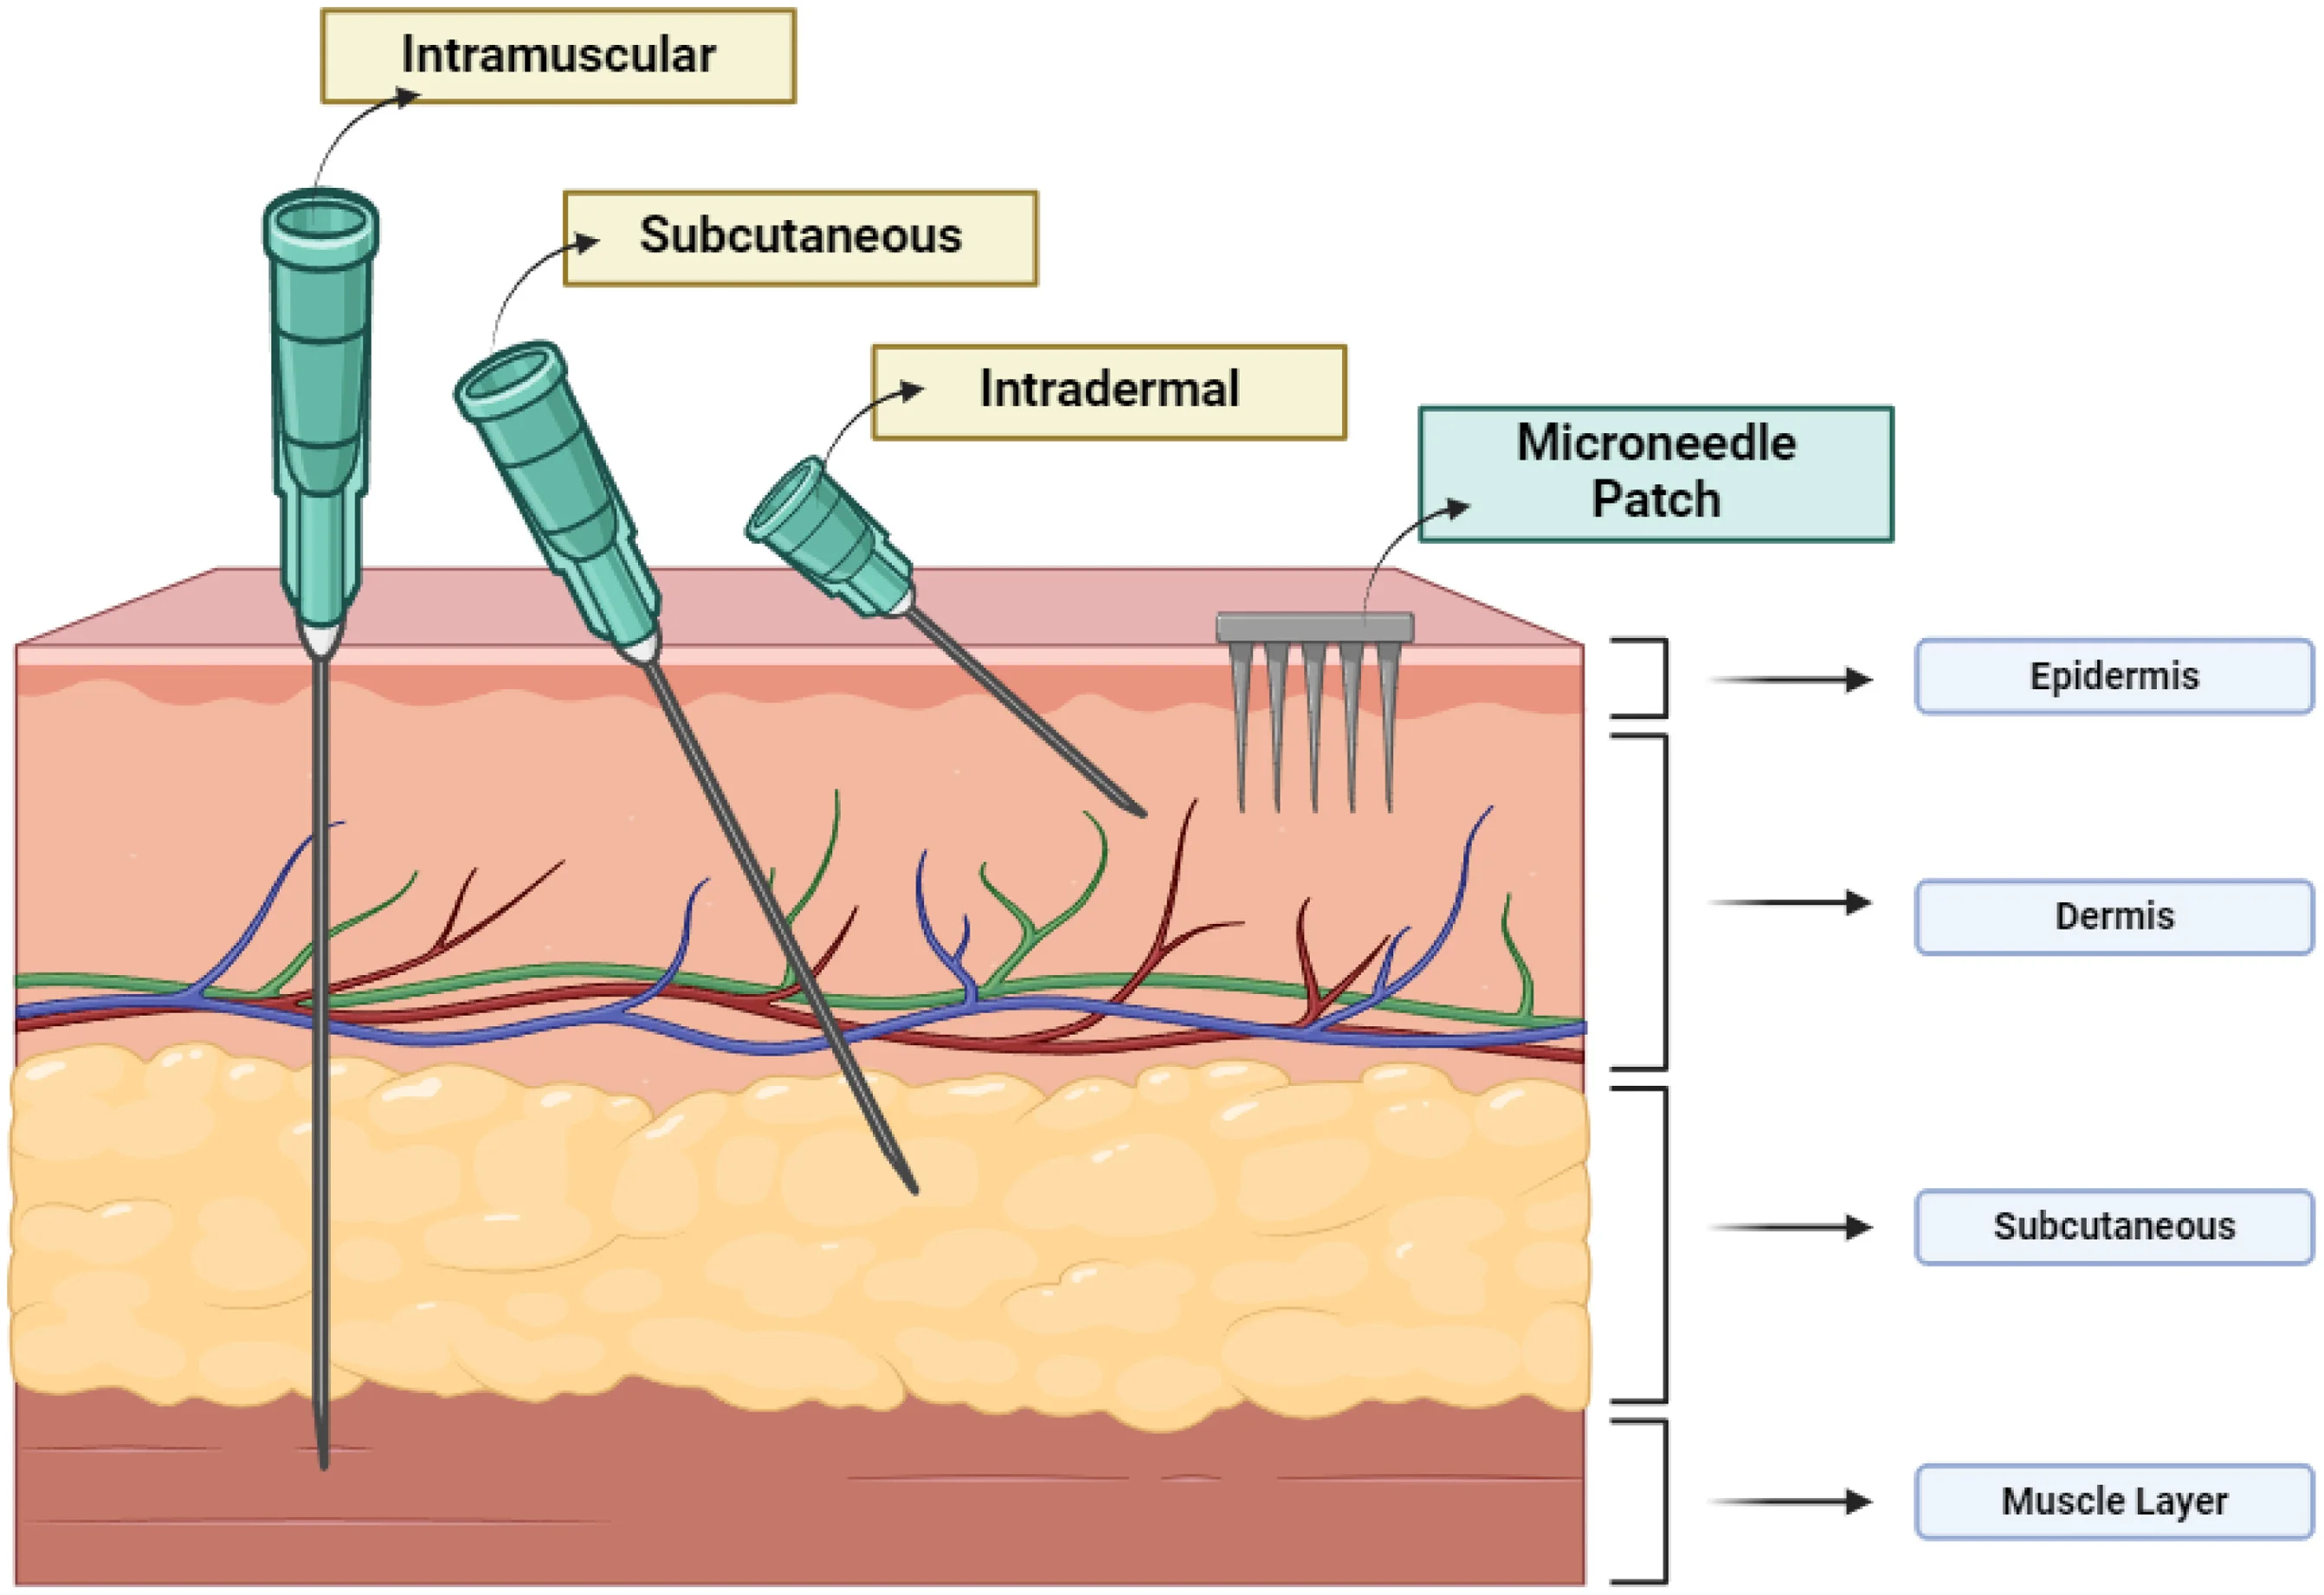 Intramuscular
Subcutaneous
Intradermal
Microneedle
Patch
Epidermis
Dermis
Subcutaneous
Muscle Layer